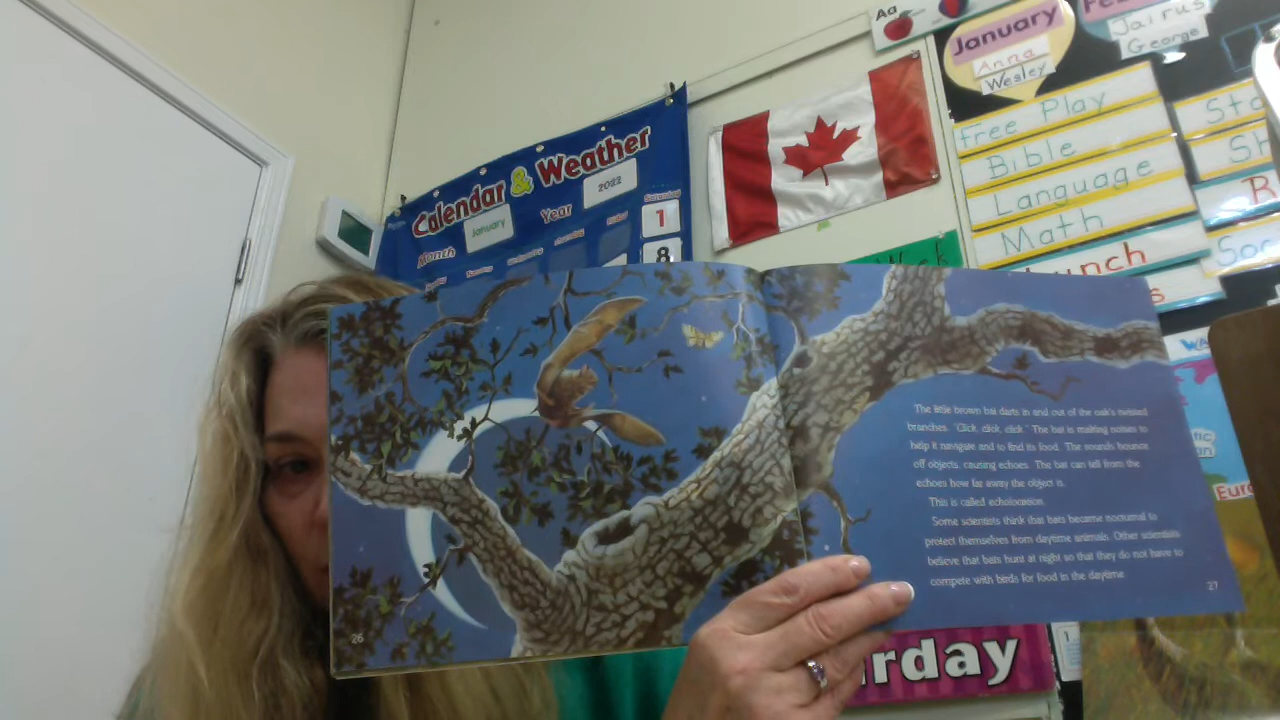 Aa
January
Anna
Wesley
Jairus
George
Free Play
Bible
Language
Math
unch
Calendar & Weather
January
Month
Year
2022
Saturday
1
8
Week
The little brown bat darts in and out of the oak's twisted
branches. "Click, click, click." The bat is making noises to
help it navigate and to find its food. The sounds bounce
off objects, causing echoes. The bat can tell from the
echoes how far away the object is.
This is called echolocation.
Some scientists think that bats became nocturnal to
protect themselves from daytime animals. Other scientists
believe that bats hunt at night so that they do not have to
compete with birds for food in the daytime
26
27
urday